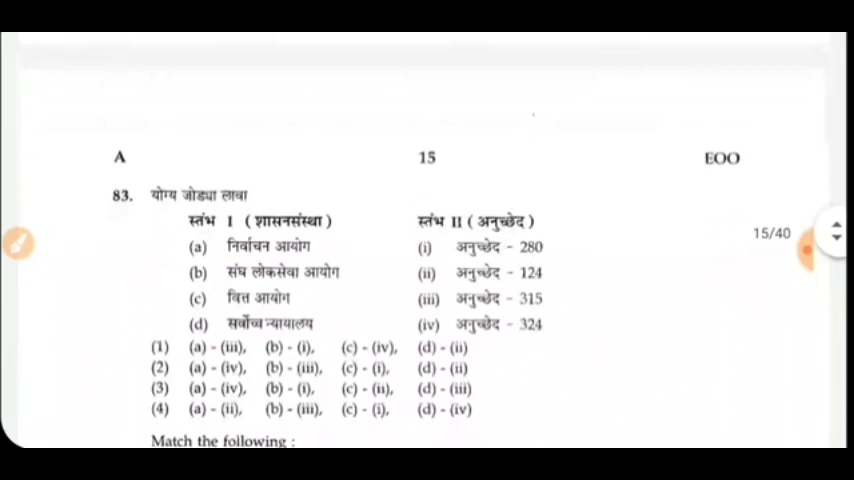 A 15 EOO
83. योग्य जोड्या लावा
स्तंभ I ( शासनसंस्था ) स्तंभ II ( अनुच्छेद )
(a) निर्वाचन आयोग (i) अनुच्छेद - 280
(b) संघ लोकसेवा आयोग (ii) अनुच्छेद - 124
(c) वित्त आयोग (iii) अनुच्छेद - 315
(d) सर्वोच्च न्यायालय (iv) अनुच्छेद - 324
(1) (a) - (iii), (b) - (i), (c) - (iv), (d) - (ii)
(2) (a) - (iv), (b) - (iii), (c) - (i), (d) - (ii)
(3) (a) - (iv), (b) - (i), (c) - (ii), (d) - (iii)
(4) (a) - (ii), (b) - (iii), (c) - (i), (d) - (iv)
Match the following :
15/40